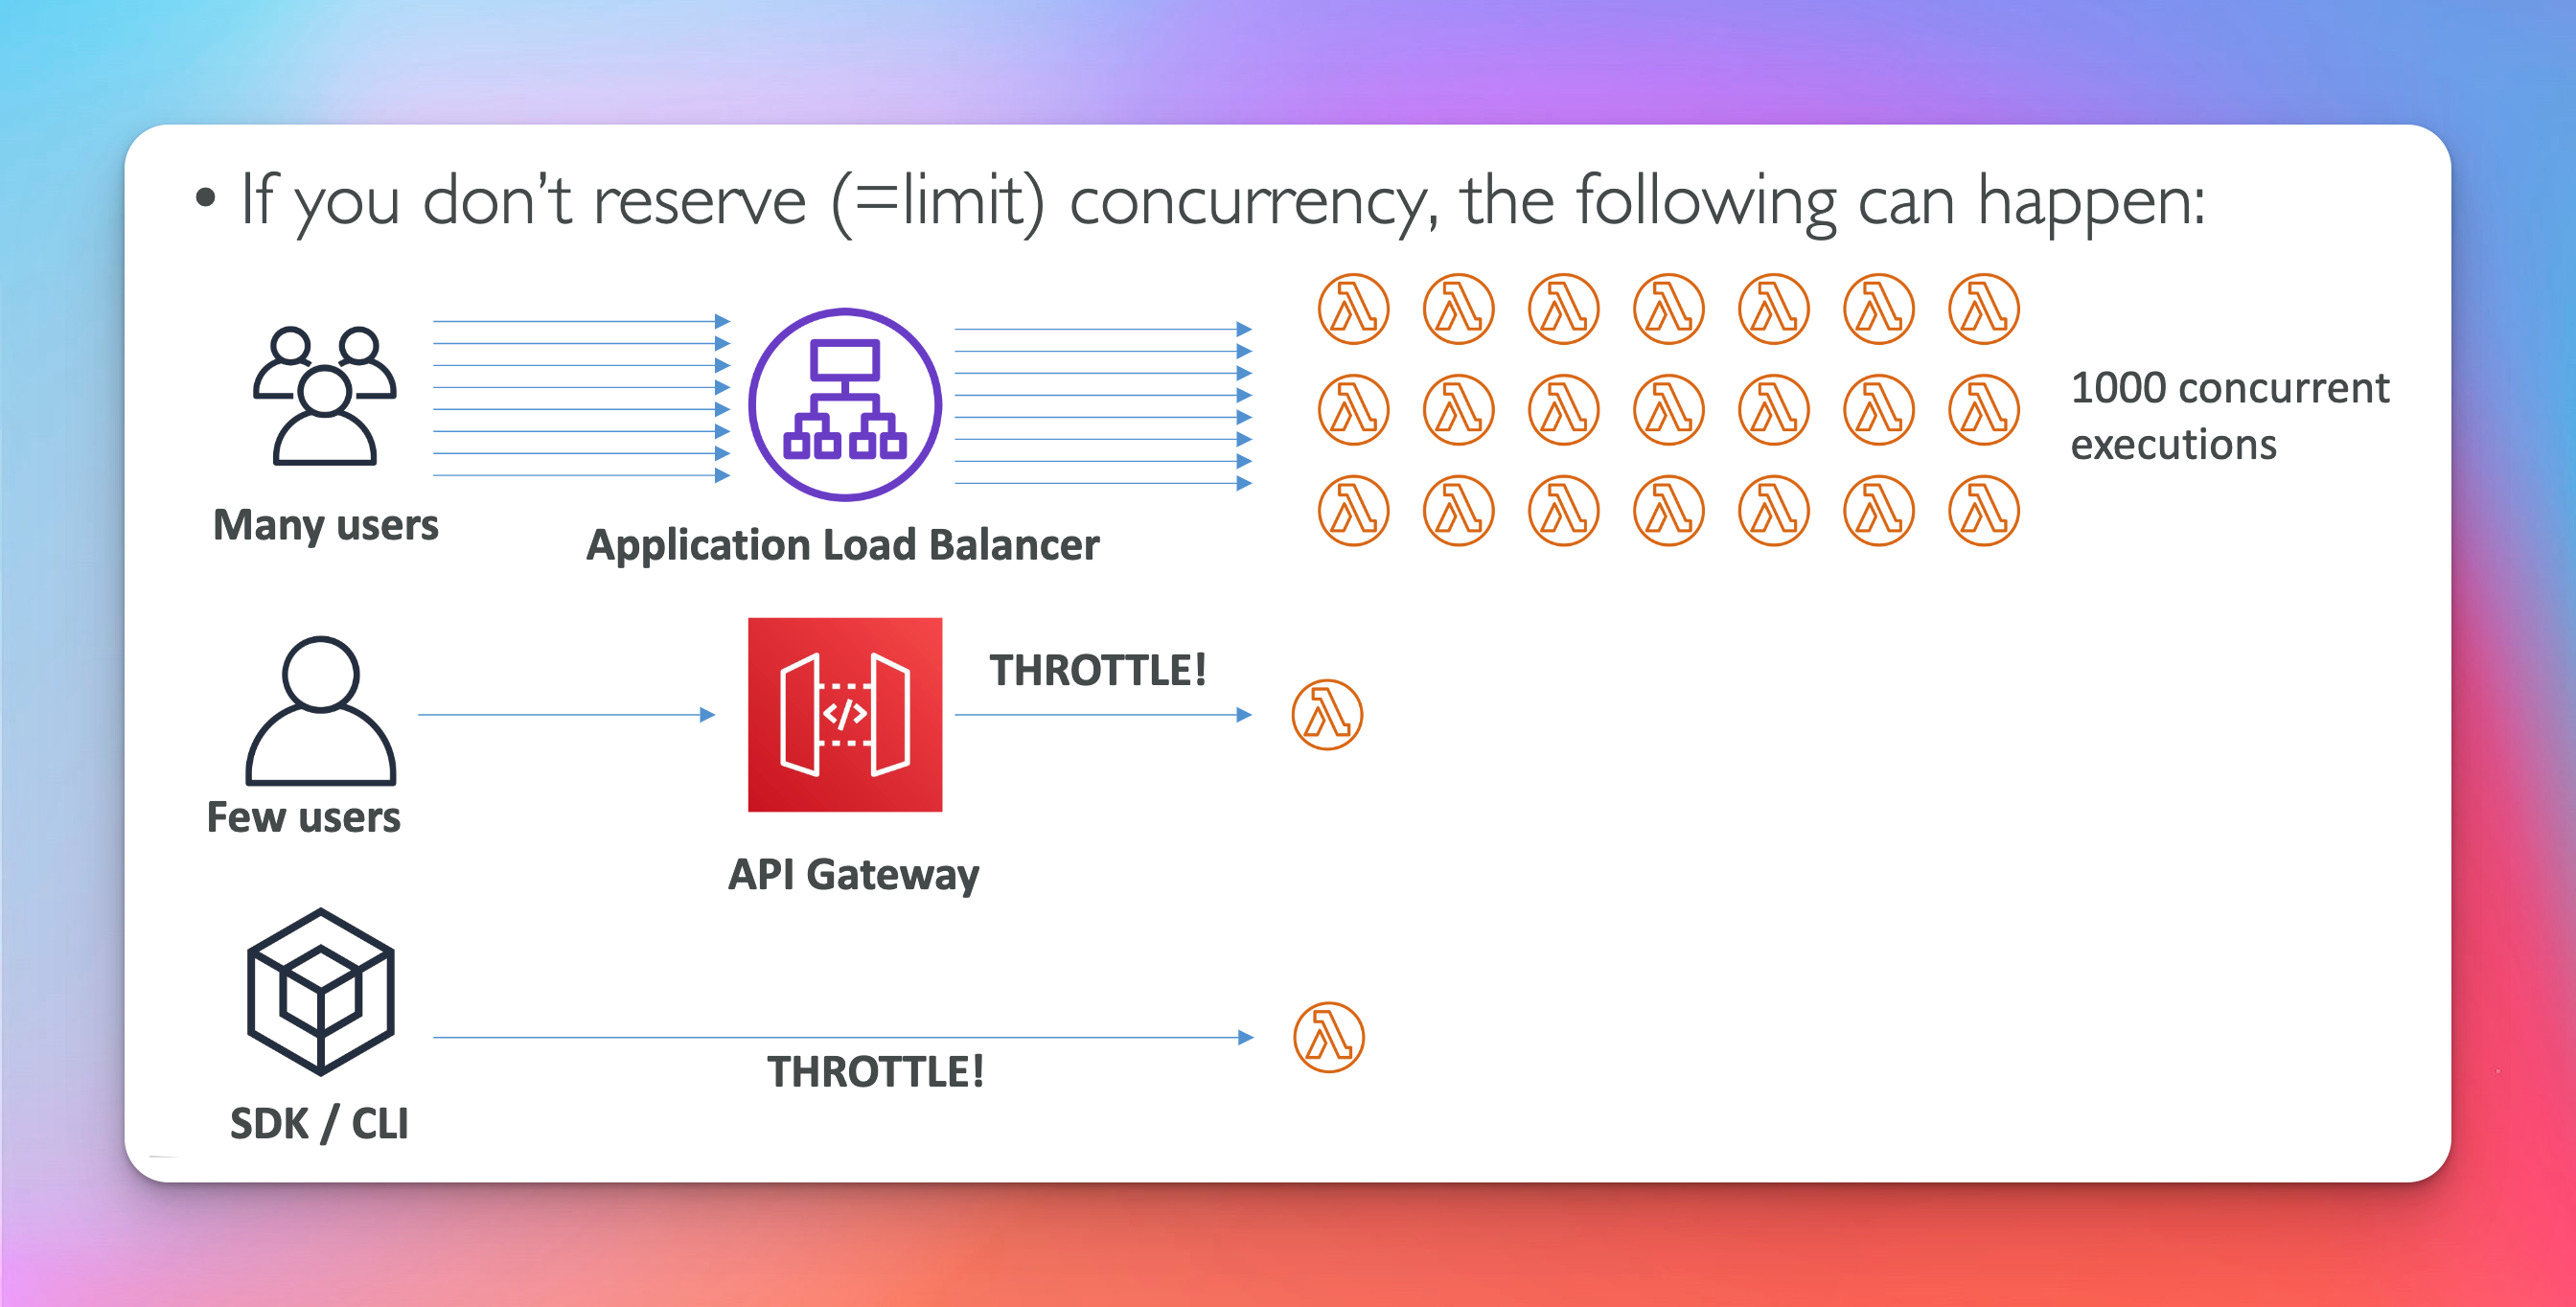 • If you don’t reserve (=limit) concurrency, the following can happen:
1000 concurrent
executions
Many users
Application Load Balancer
THROTTLE!
</>
Few users
API Gateway
THROTTLE!
SDK / CLI